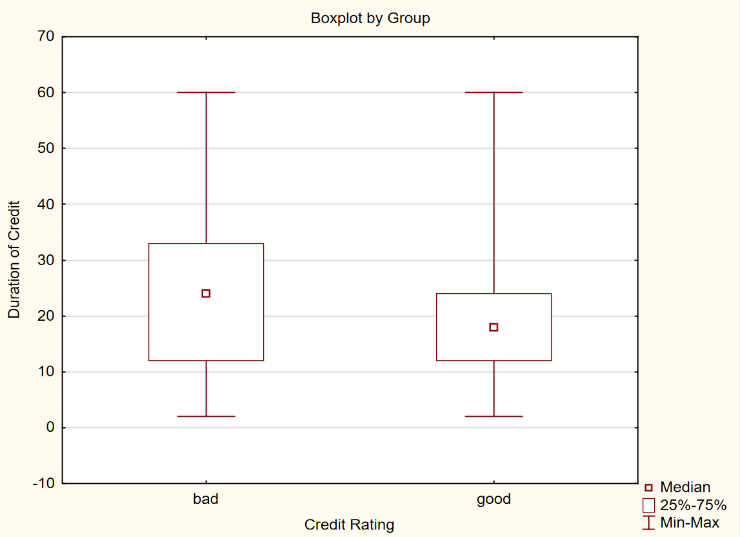 Boxplot by Group
70
60
50
40
30
20
10
0
-10
Duration of Credit
bad good
Credit Rating
Median
25%-75%
Min-Max